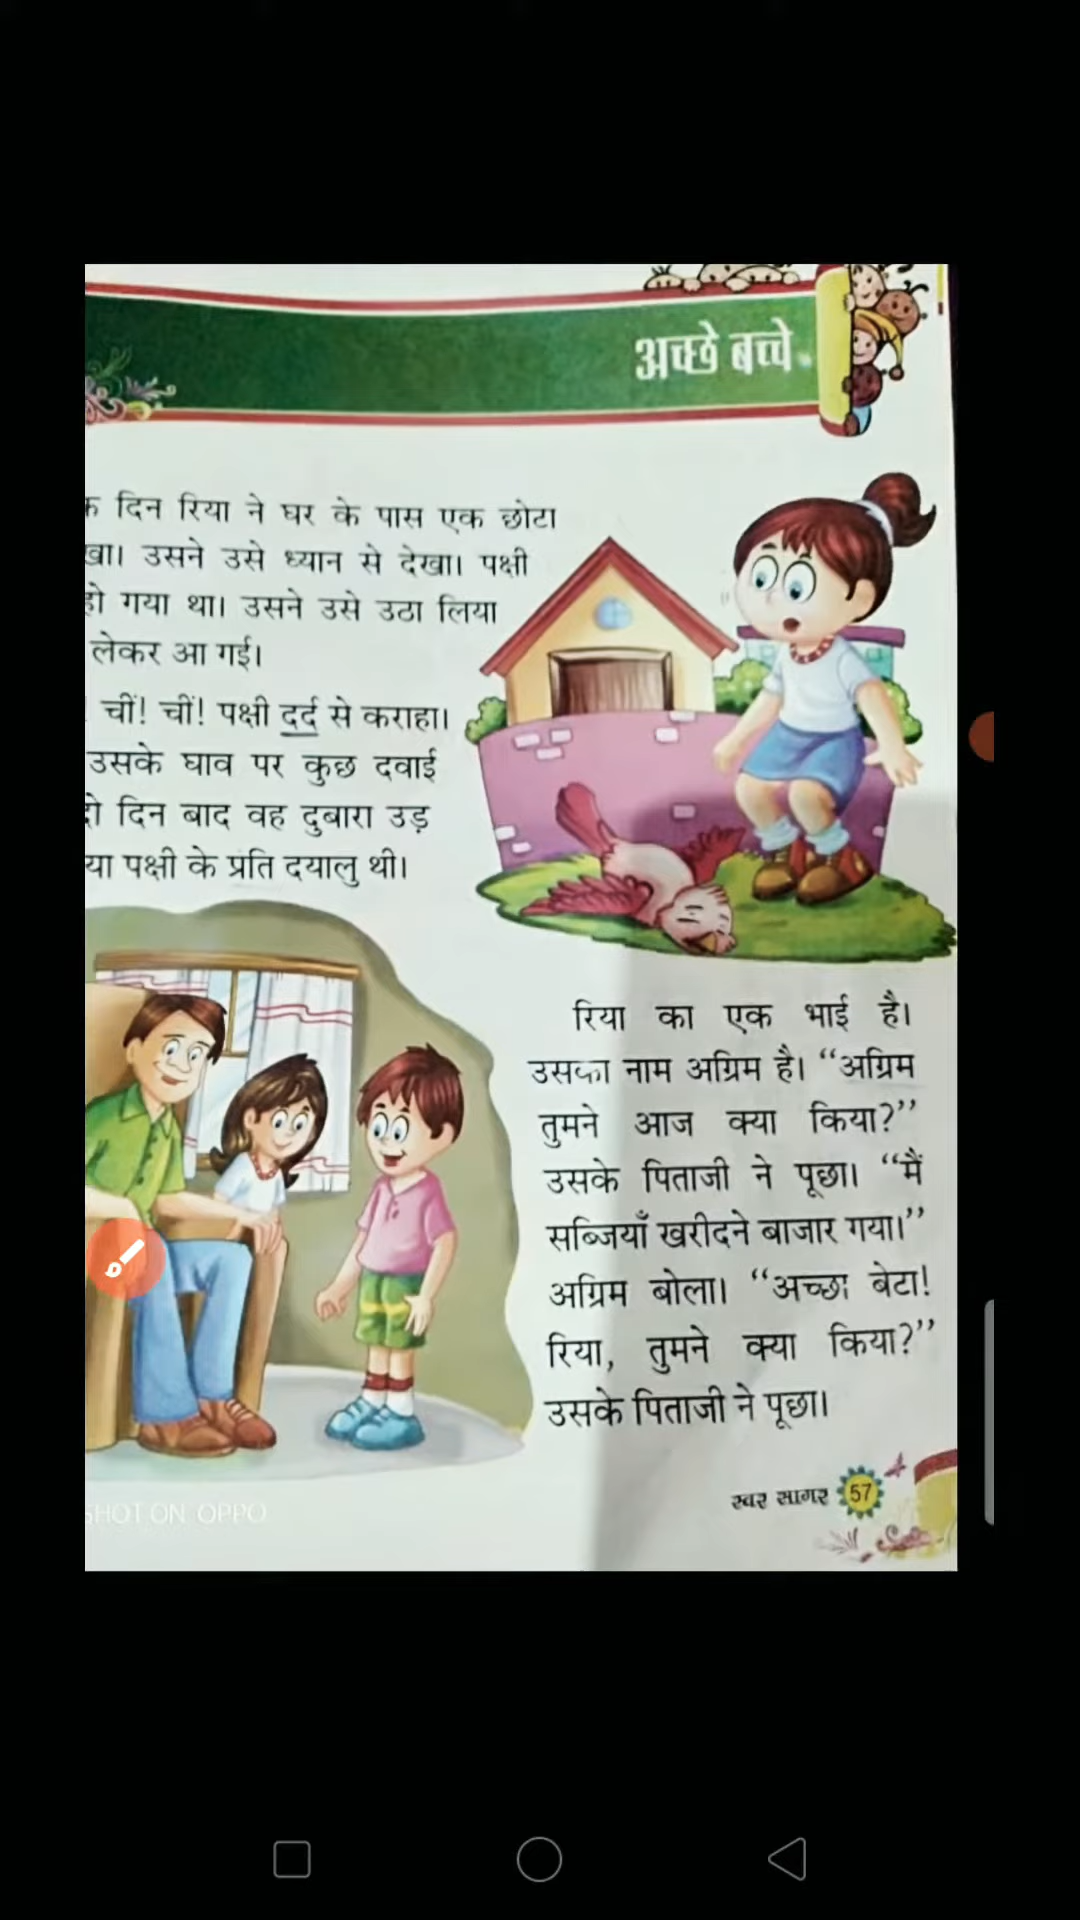 अच्छे बच्चे
दिन रिया ने घर के पास एक छोटा
उसने उसे ध्यान से देखा। पक्षी
हो गया था। उसने उसे उठा लिया
लेकर आ गई।
! चीं! चीं! पक्षी दर्द से कराहा।
उसके घाव पर कुछ दवाई
दिन बाद वह दुबारा उड़
पक्षी के प्रति दयालु थी।
रिया का एक भाई है।
उसका नाम अग्रिम है। “अग्रिम
तुमने आज क्या किया?”
उसके पिताजी ने पूछा। “मैं
सब्जियाँ खरीदने बाजार गया।”
अग्रिम बोला। “अच्छा बेटा!
रिया, तुमने क्या किया?”
उसके पिताजी ने पूछा।
स्वर सागर 57
SHOT ON OPPO